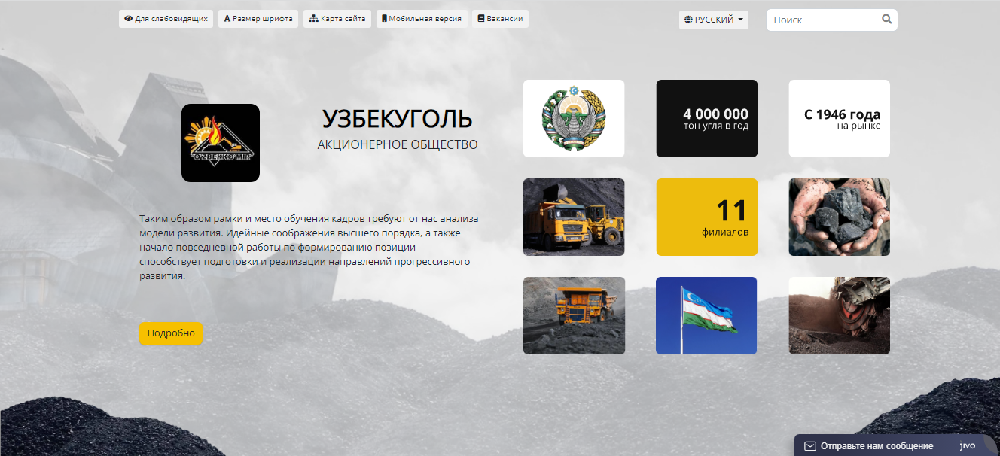 Для слабовидящих
A Размер шрифта
Карта сайта
Мобильная версия
Вакансии
РУССКИЙ
Поиск
O'ZBEKKO'MIR
УЗБЕКУГОЛЬ
АКЦИОНЕРНОЕ ОБЩЕСТВО
Таким образом рамки и место обучения кадров требуют от нас анализа
модели развития. Идейные соображения высшего порядка, а также
начало повседневной работы по формированию позиции
способствует подготовки и реализации направлений прогрессивного
развития.
Подробно
4 000 000
тон угля в год
С 1946 года
на рынке
11
филиалов
Отправьте нам сообщение
jivo